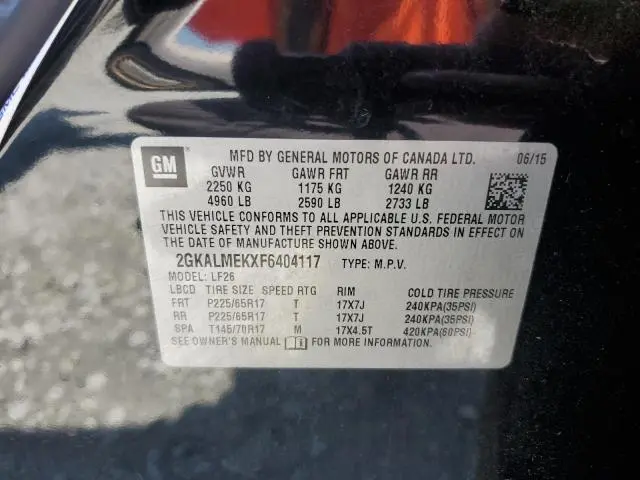 GM
MFD BY GENERAL MOTORS OF CANADA LTD. 06/15
GVWR GAWR FRT GAWR RR
2250 KG 1175 KG 1240 KG
4960 LB 2590 LB 2733 LB
THIS VEHICLE CONFORMS TO ALL APPLICABLE U.S. FEDERAL MOTOR
VEHICLE SAFETY AND THEFT PREVENTION STANDARDS IN EFFECT ON
THE DATE OF MANUFACTURE SHOWN ABOVE.
2GKALMEKXF6404117 TYPE: M.P.V.
MODEL: LF26
LBCD TIRE SIZE SPEED RTG RIM COLD TIRE PRESSURE
FRT P225/65R17 T 17X7J 240KPA(35PSI)
RR P225/65R17 T 17X7J 240KPA(35PSI)
SPA T145/70R17 M 17X4.5T 420KPA(60PSI)
SEE OWNER'S MANUAL FOR MORE INFORMATION